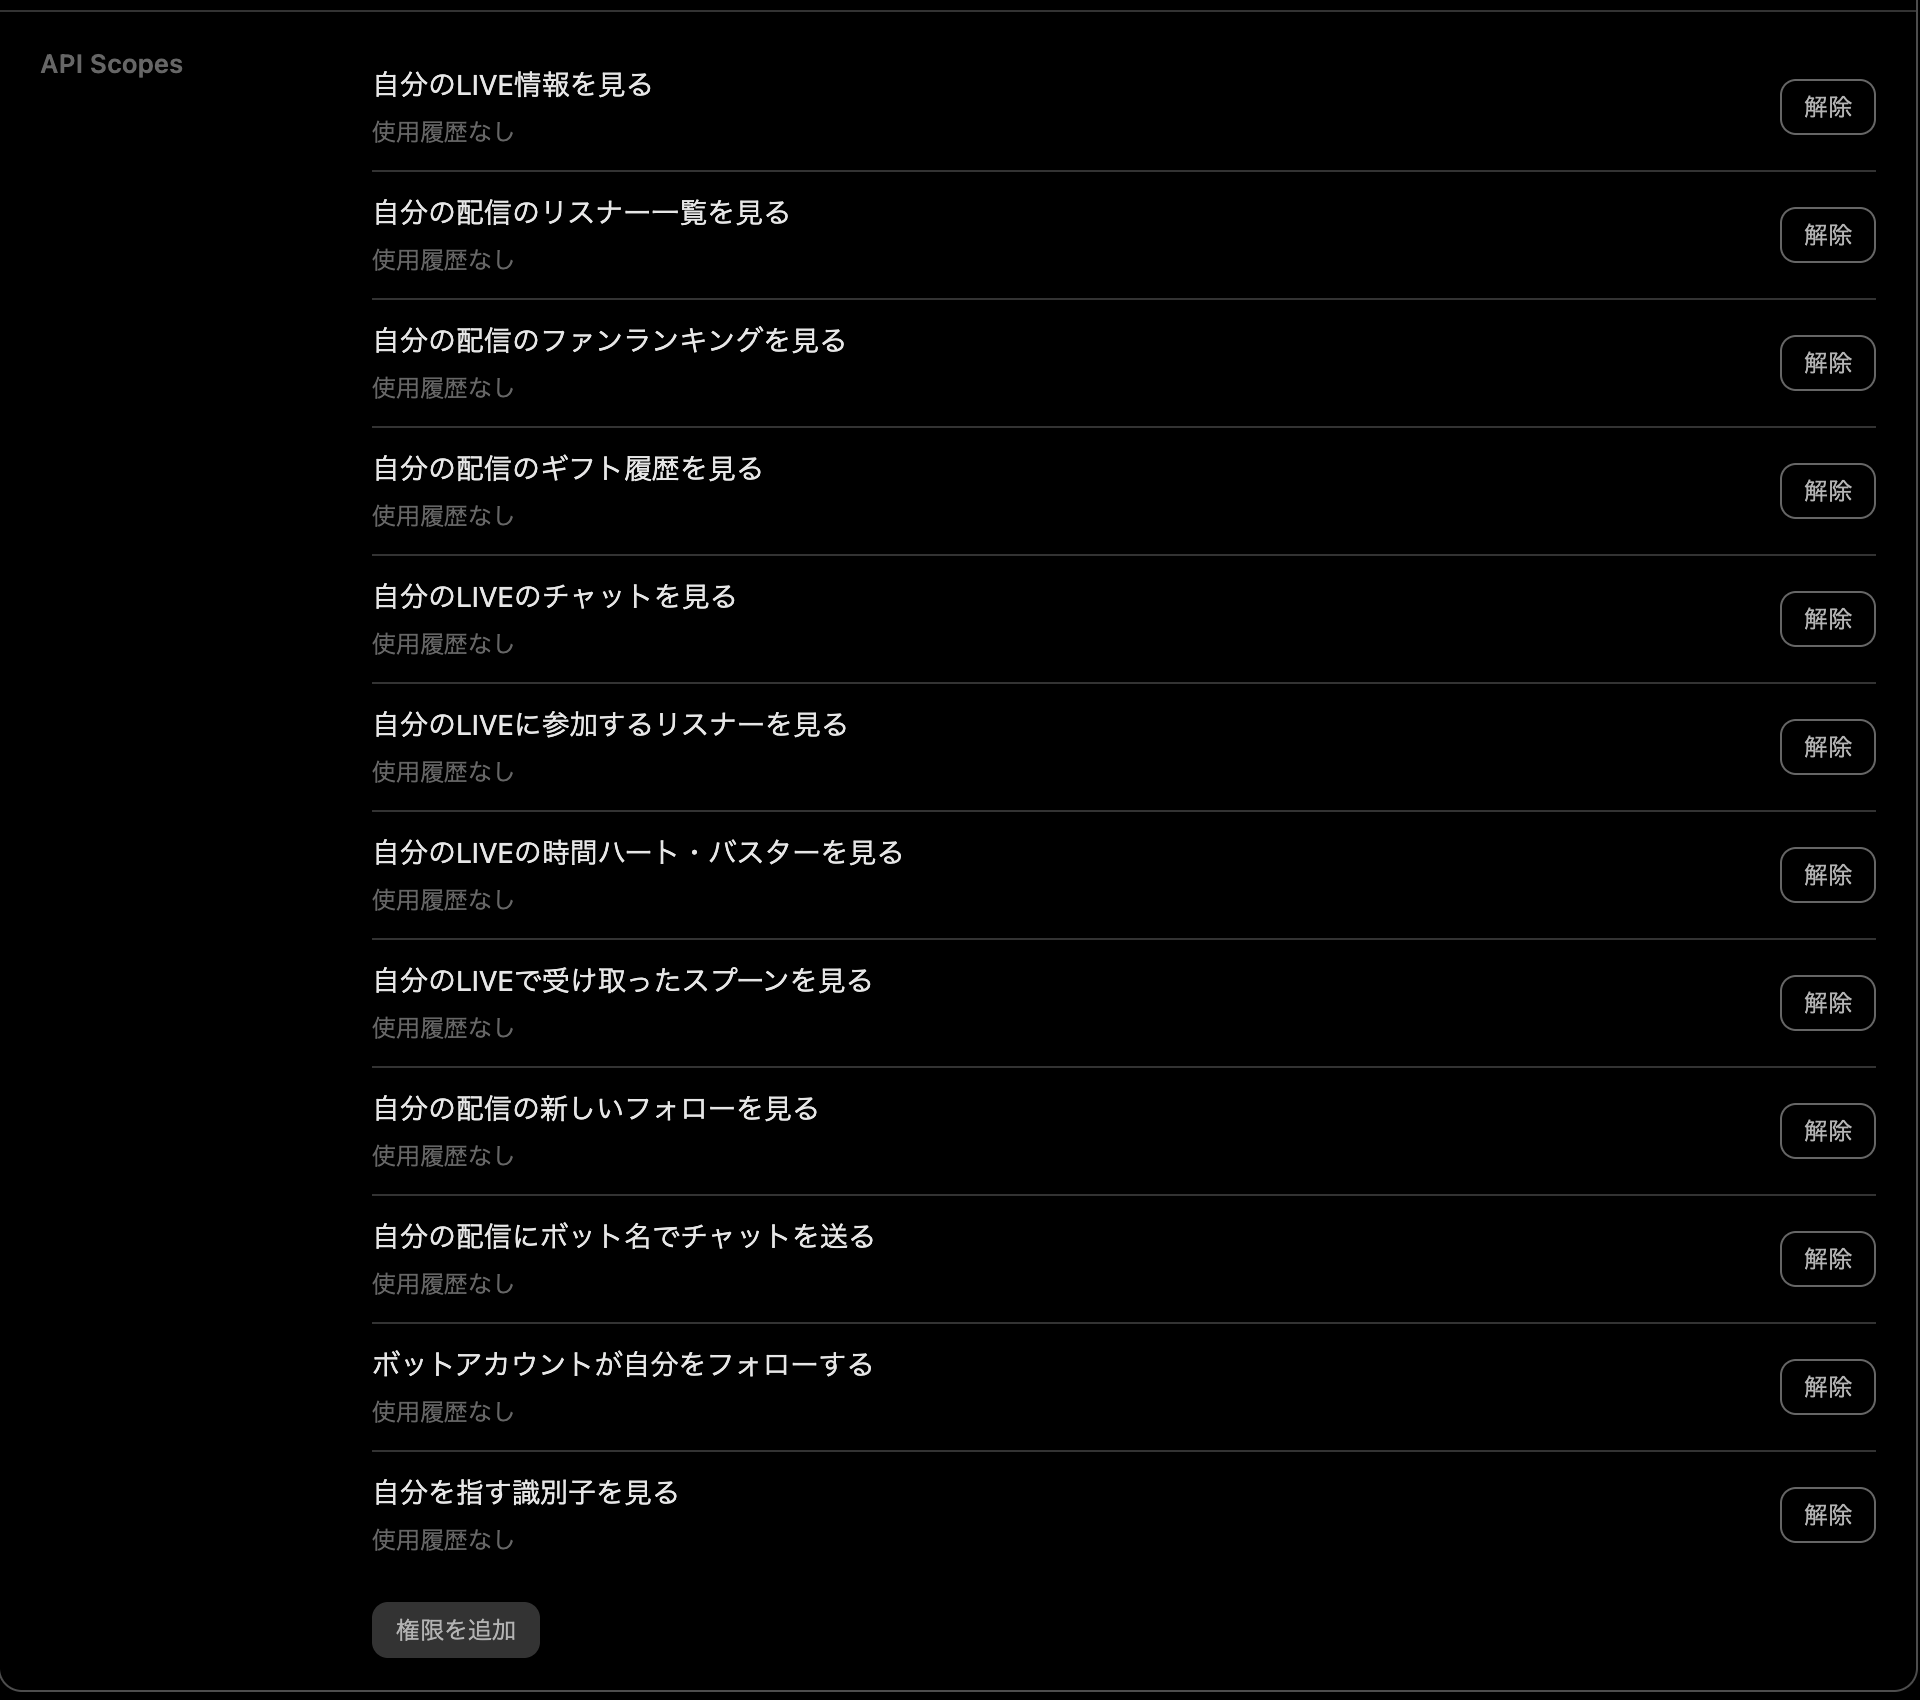 API Scopes
自分のLIVE情報を見る
使用履歴なし
解除
自分の配信のリスナー一覧を見る
使用履歴なし
解除
自分の配信のファンランキングを見る
使用履歴なし
解除
自分の配信のギフト履歴を見る
使用履歴なし
解除
自分のLIVEのチャットを見る
使用履歴なし
解除
自分のLIVEに参加するリスナーを見る
使用履歴なし
解除
自分のLIVEの時間ハート・バスターを見る
使用履歴なし
解除
自分のLIVEで受け取ったスプーンを見る
使用履歴なし
解除
自分の配信の新しいフォローを見る
使用履歴なし
解除
自分の配信にボット名でチャットを送る
使用履歴なし
解除
ボットアカウントが自分をフォローする
使用履歴なし
解除
自分を指す識別子を見る
使用履歴なし
解除
権限を追加